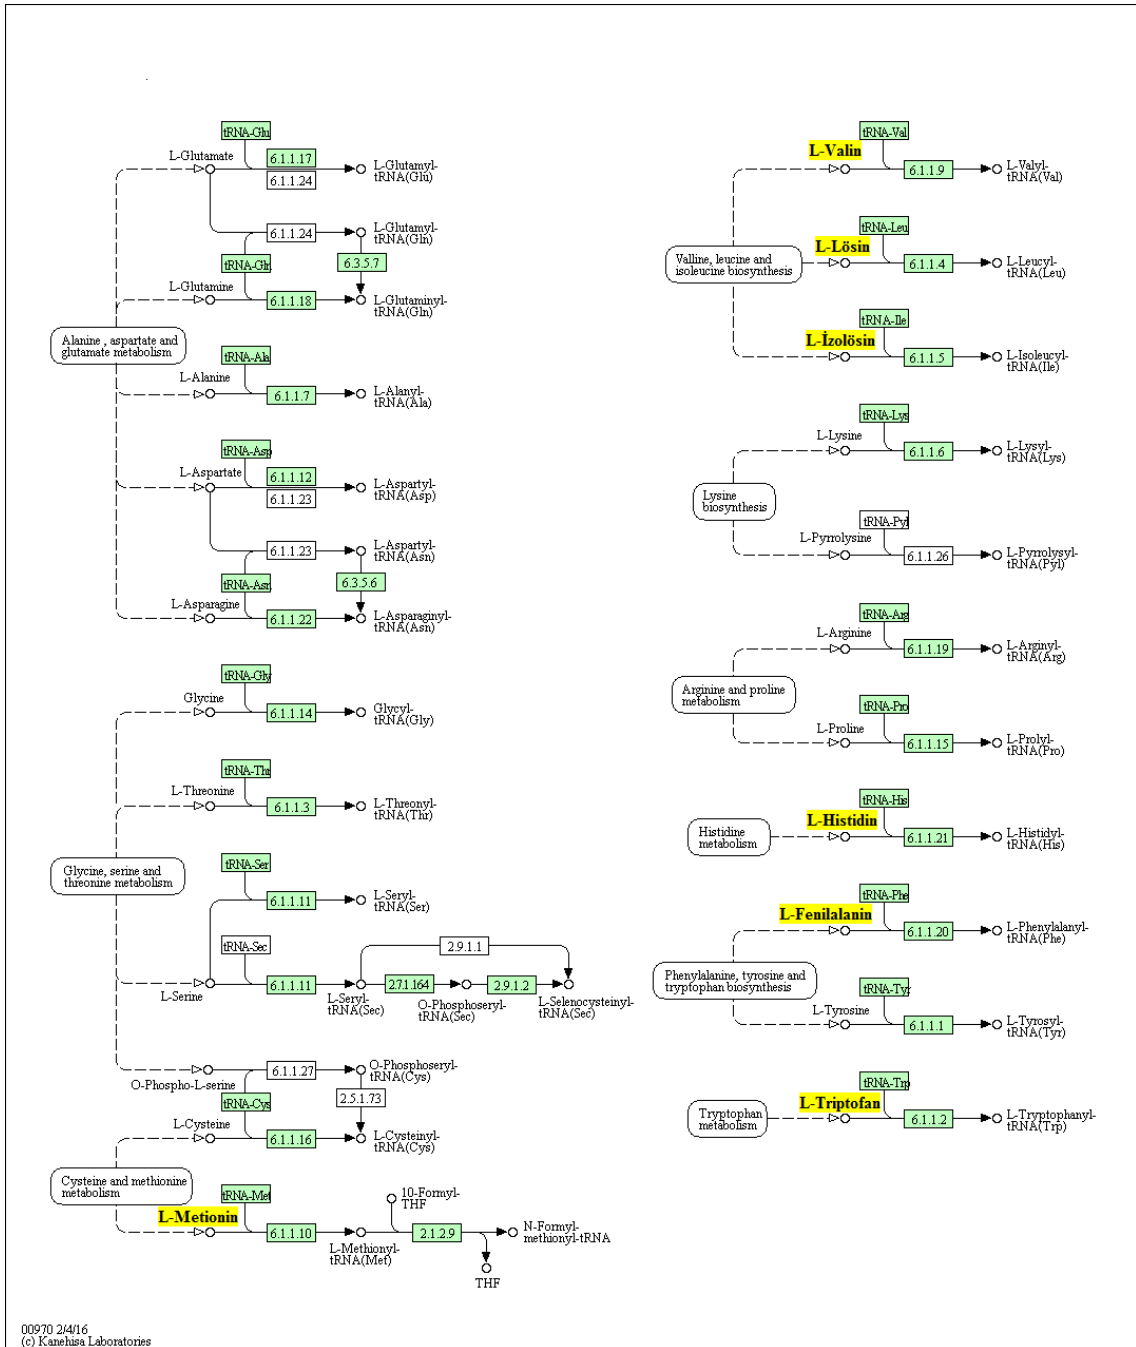 tRNA-Glu
L-Glutamate
6.1.1.17
6.1.1.24
L-Glutamyl-
tRNA(Glu)
6.1.1.24
L-Glutamyl-
tRNA(Gln)
tRNA-Gln
6.3.5.7
L-Glutamine
6.1.1.18
L-Glutaminyl-
tRNA(Gln)
Alanine , aspartate and
glutamate metabolism
tRNA-Ala
L-Alanine
6.1.1.7
L-Alanyl-
tRNA(Ala)
tRNA-Asp
L-Aspartate
6.1.1.12
6.1.1.23
L-Aspartyl-
tRNA(Asp)
6.1.1.23
L-Aspartyl-
tRNA(Asn)
tRNA-Asn
6.3.5.6
L-Asparagine
6.1.1.22
L-Asparaginyl-
tRNA(Asn)
tRNA-Gly
Glycine
6.1.1.14
Glycyl-
tRNA(Gly)
tRNA-Thr
L-Threonine
6.1.1.3
L-Threonyl-
tRNA(Thr)
Glycine, serine and
threonine metabolism
tRNA-Ser
6.1.1.11
L-Seryl-
tRNA(Ser)
tRNA-Sec
2.9.1.1
L-Serine
6.1.1.11
L-Seryl-
tRNA(Sec)
2.7.1.164
O-Phosphoseryl-
tRNA(Sec)
2.9.1.2
L-Selenocysteinyl-
tRNA(Sec)
O-Phospho-L-serine
6.1.1.27
O-Phosphoseryl-
tRNA(Cys)
tRNA-Cys
2.5.1.73
L-Cysteine
6.1.1.16
L-Cysteinyl-
tRNA(Cys)
Cysteine and methionine
metabolism
tRNA-Met
L-Metionin
6.1.1.10
L-Methionyl-
tRNA(Met)
10-Formyl-
THF
2.1.2.9
N-Formyl-
methionyl-tRNA
THF
tRNA-Val
L-Valin
6.1.1.9
L-Valyl-
tRNA(Val)
tRNA-Leu
L-Lösin
6.1.1.4
L-Leucyl-
tRNA(Leu)
Valline, leucine and
isoleucine biosynthesis
tRNA-Ile
L-İzolösin
6.1.1.5
L-Isoleucyl-
tRNA(Ile)
tRNA-Lys
L-Lysine
6.1.1.6
L-Lysyl-
tRNA(Lys)
Lysine
biosynthesis
tRNA-Pyl
L-Pyrrolysine
6.1.1.26
L-Pyrrolysyl-
tRNA(Pyl)
tRNA-Arg
L-Arginine
6.1.1.19
L-Arginyl-
tRNA(Arg)
Arginine and proline
metabolism
tRNA-Pro
L-Proline
6.1.1.15
L-Prolyl-
tRNA(Pro)
tRNA-His
L-Histidin
6.1.1.21
L-Histidyl-
tRNA(His)
Histidine
metabolism
tRNA-Phe
L-Fenilalanin
6.1.1.20
L-Phenylalanyl-
tRNA(Phe)
Phenylalanine, tyrosine and
tryptophan biosynthesis
tRNA-Tyr
L-Tyrosine
6.1.1.1
L-Tyrosyl-
tRNA(Tyr)
tRNA-Trp
L-Triptofan
6.1.1.2
L-Tryptophanyl-
tRNA(Trp)
Tryptophan
metabolism
00970 2/4/16
(c) Kanehisa Laboratories